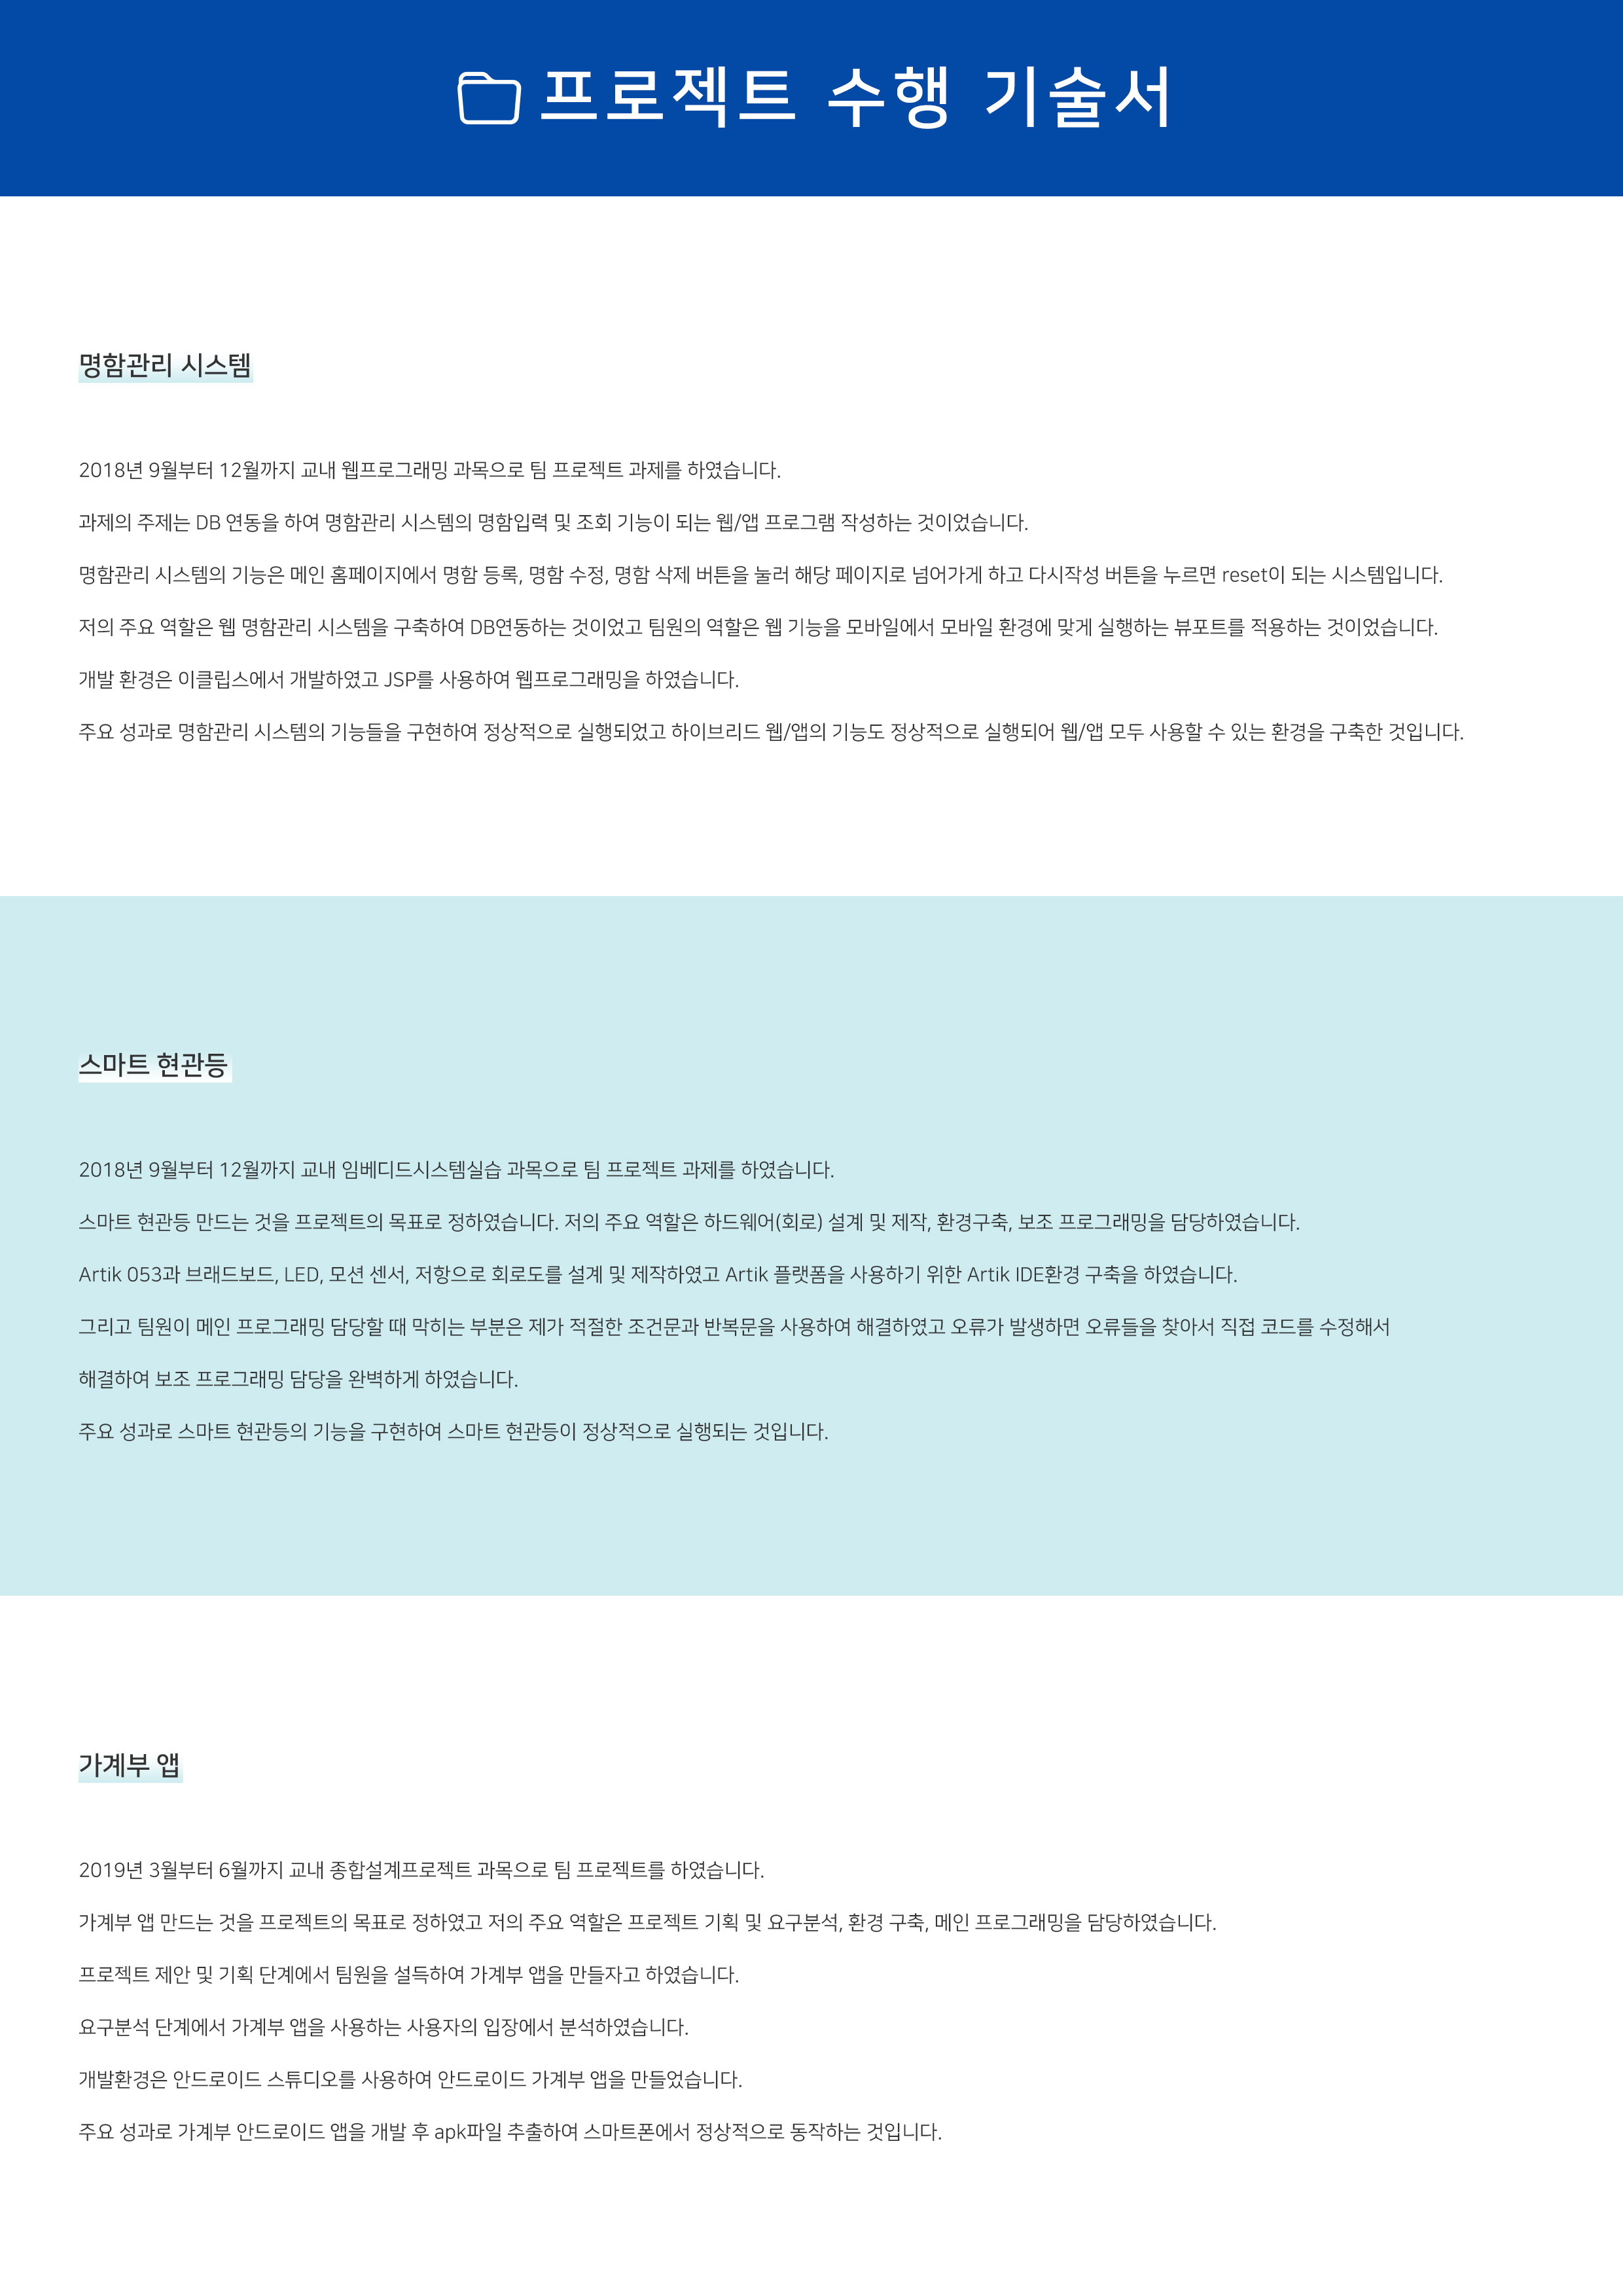 프로젝트 수행 기술서
명함관리 시스템
2018년 9월부터 12월까지 교내 웹프로그래밍 과목으로 팀 프로젝트 과제를 하였습니다.
과제의 주제는 DB 연동을 하여 명함관리 시스템의 명함입력 및 조회 기능이 되는 웹/앱 프로그램 작성하는 것이었습니다.
명함관리 시스템의 기능은 메인 홈페이지에서 명함 등록, 명함 수정, 명함 삭제 버튼을 눌러 해당 페이지로 넘어가게 하고 다시작성 버튼을 누르면 reset이 되는 시스템입니다.
저의 주요 역할은 웹 명함관리 시스템을 구축하여 DB연동하는 것이었고 팀원의 역할은 웹 기능을 모바일에서 모바일 환경에 맞게 실행하는 뷰포트를 적용하는 것이었습니다.
개발 환경은 이클립스에서 개발하였고 JSP를 사용하여 웹프로그래밍을 하였습니다.
주요 성과로 명함관리 시스템의 기능들을 구현하여 정상적으로 실행되었고 하이브리드 웹/앱의 기능도 정상적으로 실행되어 웹/앱 모두 사용할 수 있는 환경을 구축한 것입니다.
스마트 현관등
2018년 9월부터 12월까지 교내 임베디드시스템실습 과목으로 팀 프로젝트 과제를 하였습니다.
스마트 현관등 만드는 것을 프로젝트의 목표로 정하였습니다. 저의 주요 역할은 하드웨어(회로) 설계 및 제작, 환경구축, 보조 프로그래밍을 담당하였습니다.
Artik 053과 브래드보드, LED, 모션 센서, 저항으로 회로도를 설계 및 제작하였고 Artik 플랫폼을 사용하기 위한 Artik IDE환경 구축을 하였습니다.
그리고 팀원이 메인 프로그래밍 담당할 때 막히는 부분은 제가 적절한 조건문과 반복문을 사용하여 해결하였고 오류가 발생하면 오류들을 찾아서 직접 코드를 수정해서
해결하여 보조 프로그래밍 담당을 완벽하게 하였습니다.
주요 성과로 스마트 현관등의 기능을 구현하여 스마트 현관등이 정상적으로 실행되는 것입니다.
가계부 앱
2019년 3월부터 6월까지 교내 종합설계프로젝트 과목으로 팀 프로젝트를 하였습니다.
가계부 앱 만드는 것을 프로젝트의 목표로 정하였고 저의 주요 역할은 프로젝트 기획 및 요구분석, 환경 구축, 메인 프로그래밍을 담당하였습니다.
프로젝트 제안 및 기획 단계에서 팀원을 설득하여 가계부 앱을 만들자고 하였습니다.
요구분석 단계에서 가계부 앱을 사용하는 사용자의 입장에서 분석하였습니다.
개발환경은 안드로이드 스튜디오를 사용하여 안드로이드 가계부 앱을 만들었습니다.
주요 성과로 가계부 안드로이드 앱을 개발 후 apk파일 추출하여 스마트폰에서 정상적으로 동작하는 것입니다.